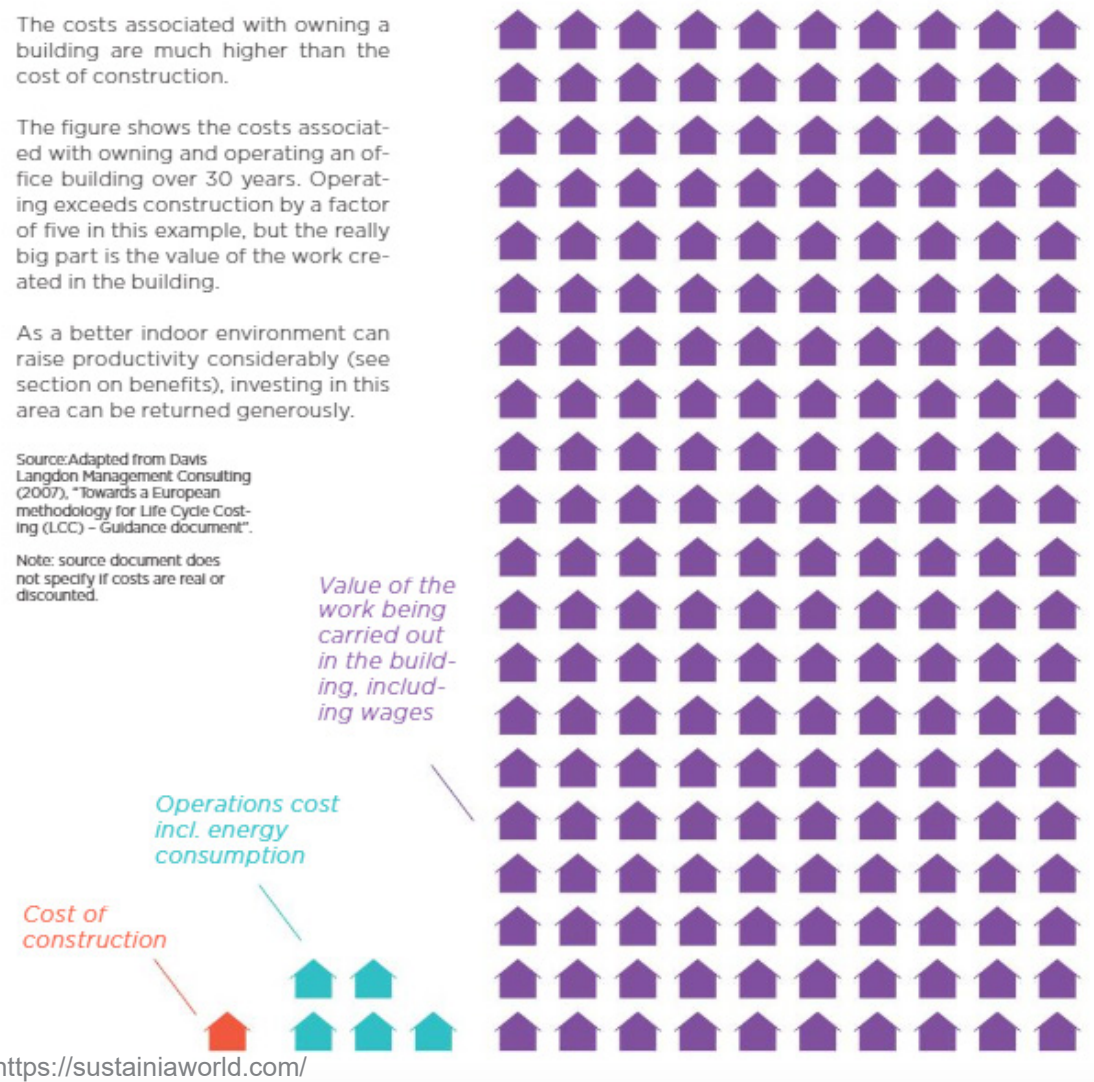 The costs associated with owning a
building are much higher than the
cost of construction.
The figure shows the costs associat-
ed with owning and operating an of-
fice building over 30 years. Operat-
ing exceeds construction by a factor
of five in this example, but the really
big part is the value of the work cre-
ated in the building.
As a better indoor environment can
raise productivity considerably (see
section on benefits), investing in this
area can be returned generously.
Source:Adapted from Davis
Langdon Management Consulting
(2007), "Towards a European
methodology for Life Cycle Cost-
ing (LCC) – Guidance document".
Note: source document does
not specify if costs are real or
discounted.
Value of the
work being
carried out
in the build-
ing, includ-
ing wages
Operations cost
incl. energy
consumption
Cost of
construction
https://sustainiaworld.com/